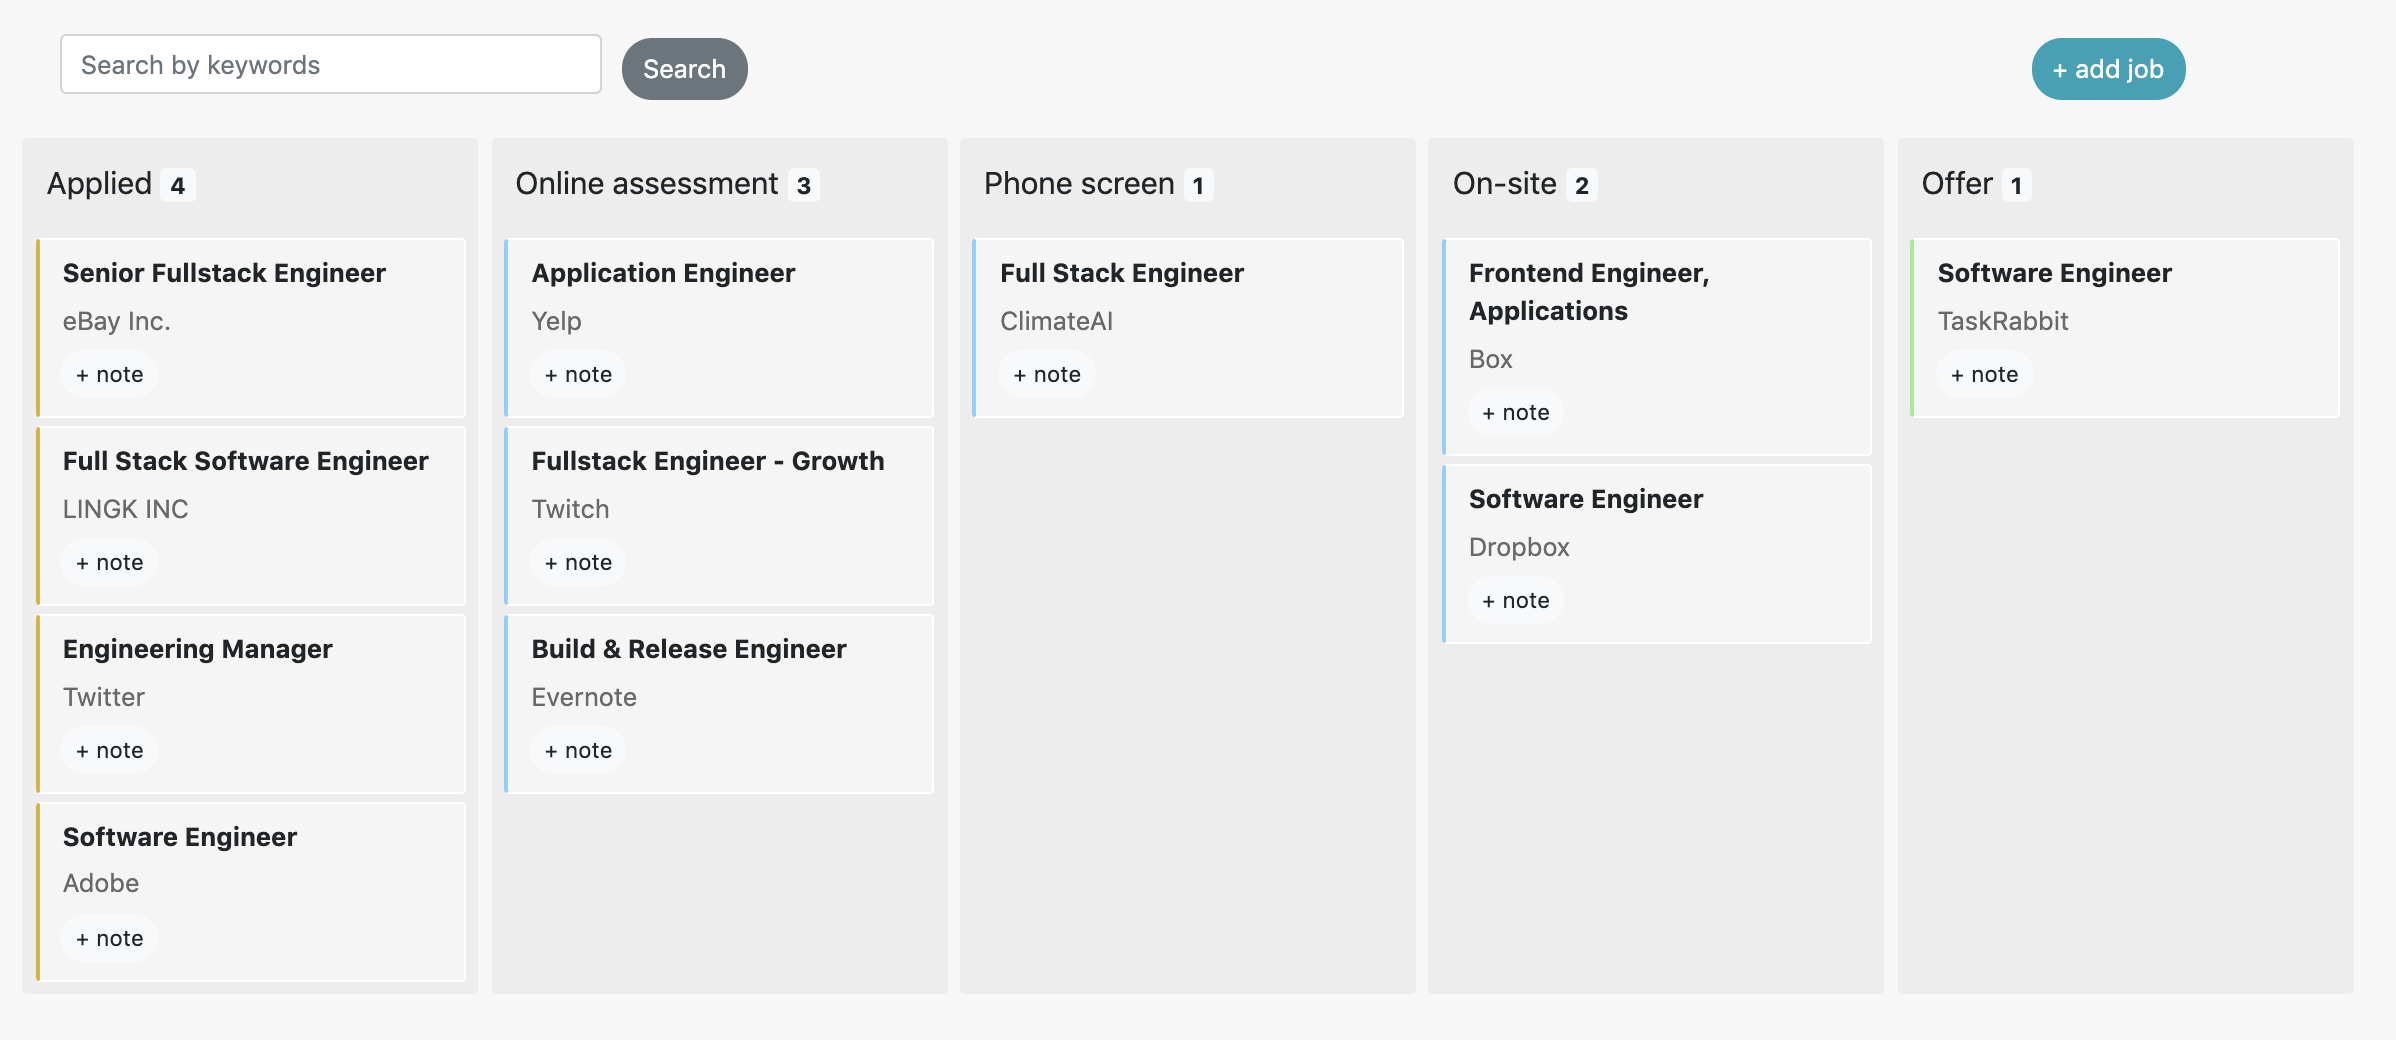 Search by keywords
Search
+ add job
Applied 4
Senior Fullstack Engineer
eBay Inc.
+ note
Full Stack Software Engineer
LINGK INC
+ note
Engineering Manager
Twitter
+ note
Software Engineer
Adobe
+ note
Online assessment 3
Application Engineer
Yelp
+ note
Fullstack Engineer - Growth
Twitch
+ note
Build & Release Engineer
Evernote
+ note
Phone screen 1
Full Stack Engineer
ClimateAI
+ note
On-site 2
Frontend Engineer,
Applications
Box
+ note
Software Engineer
Dropbox
+ note
Offer 1
Software Engineer
TaskRabbit
+ note